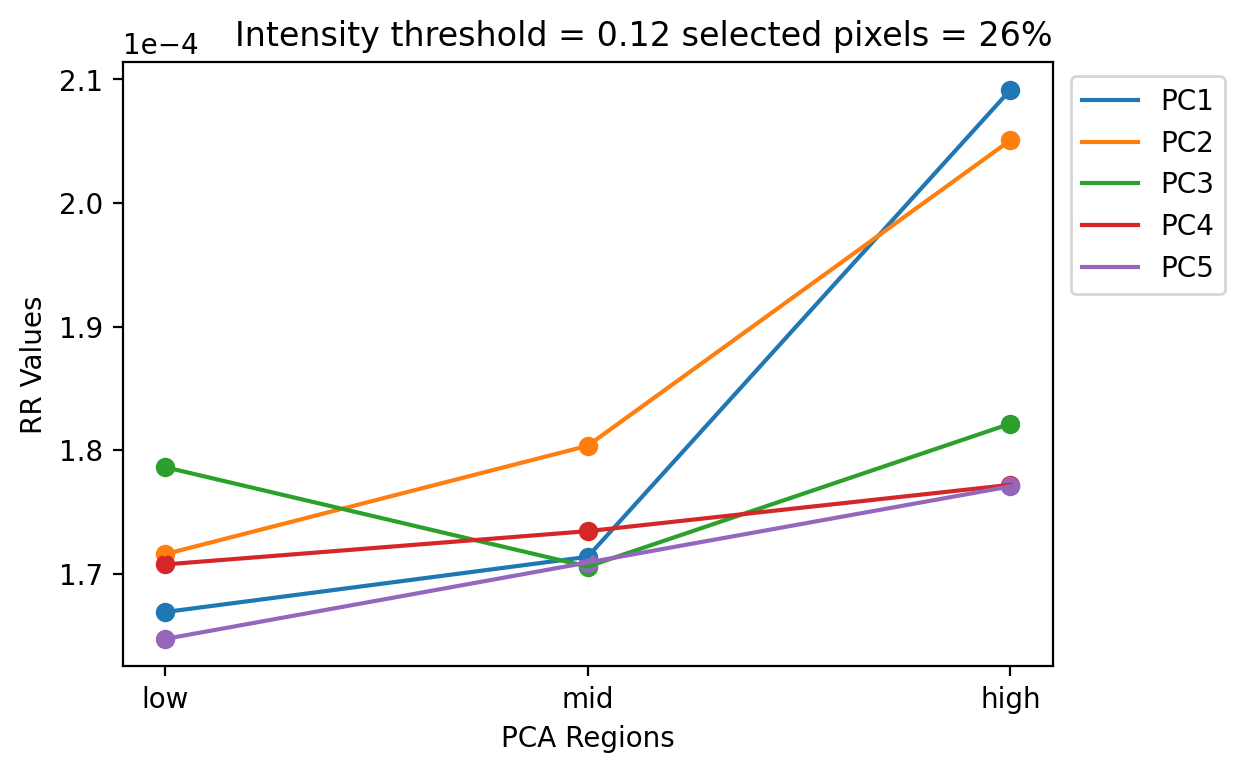 1e−4
Intensity threshold = 0.12 selected pixels = 26%
2.1
2.0
1.9
1.8
1.7
RR Values
low
mid
high
PCA Regions
PC1
PC2
PC3
PC4
PC5